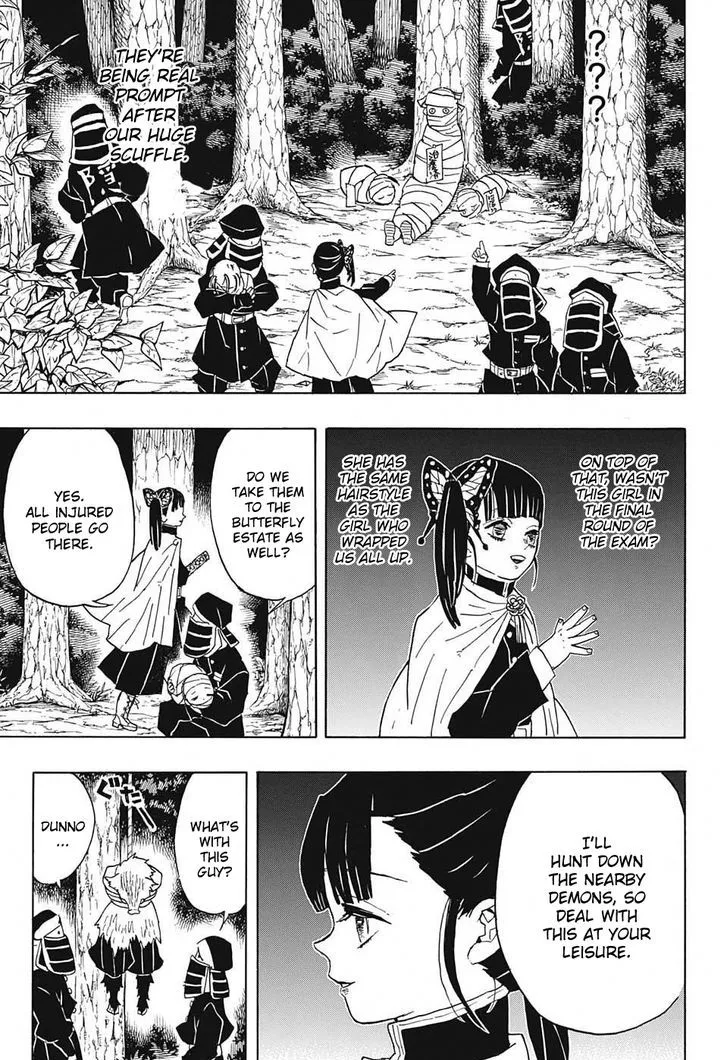 ?
?
?
THEY'RE
BEING REAL
PROMPT
AFTER
OUR HUGE
SCUFFLE.
ON TOP
OF THAT, WASN'T
THIS GIRL IN
THE FINAL
ROUND OF
THE EXAM?
SHE HAS
THE SAME
HAIRSTYLE
AS THE
GIRL WHO
WRAPPED
US ALL UP.
DO WE
TAKE THEM
TO THE
BUTTERFLY
ESTATE AS
WELL?
YES.
ALL INJURED
PEOPLE GO
THERE.
I'LL
HUNT DOWN
THE NEARBY
DEMONS, SO
DEAL WITH
THIS AT YOUR
LEISURE.
WHAT'S
WITH
THIS
GUY?
DUNNO
...